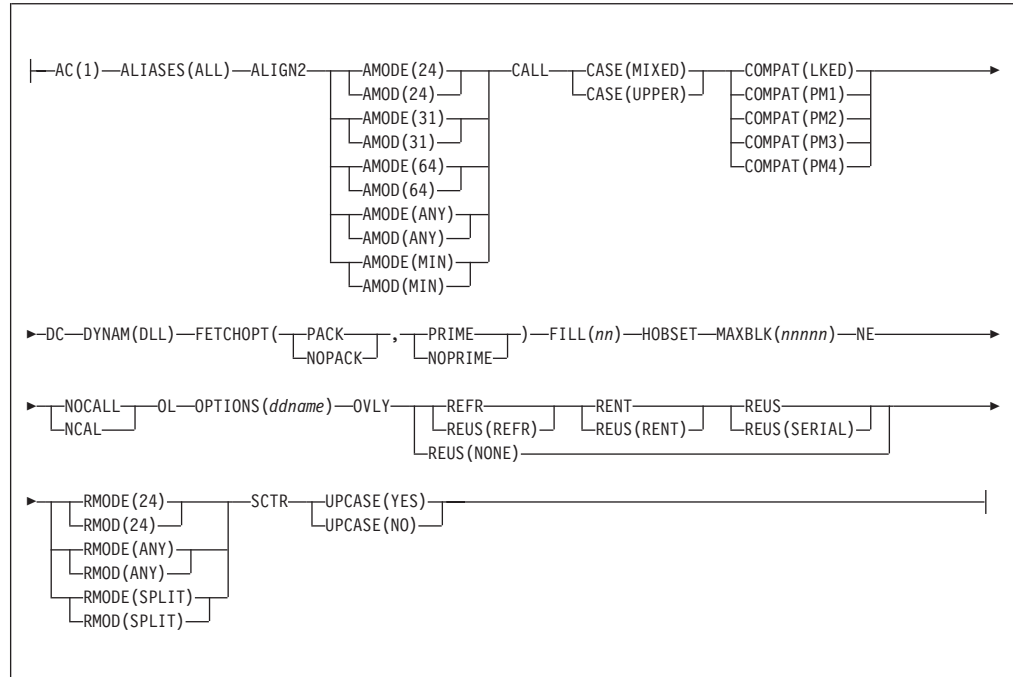 AC(1) ALIASES(ALL) ALIGN2 AMODE(24) CALL CASE(MIXED) COMPAT(LKED)
AMOD(24) CASE(UPPER) COMPAT(PM1)
AMODE(31) COMPAT(PM2)
AMOD(31) COMPAT(PM3)
AMODE(64) COMPAT(PM4)
AMOD(64)
AMODE(ANY)
AMOD(ANY)
AMODE(MIN)
AMOD(MIN)
DC DYNAM(DLL) FETCHOPT( PACK , PRIME ) FILL(nn) HOBSET MAXBLK(nnnnn) NE
NOPACK NOPRIME
NOCALL OL OPTIONS(ddname) OVLY REFR RENT REUS
NCAL REUS(REFR) REUS(RENT) REUS(SERIAL)
REUS(NONE)
RMODE(24) SCTR UPCASE(YES)
RMOD(24) UPCASE(NO)
RMODE(ANY)
RMOD(ANY)
RMODE(SPLIT)
RMOD(SPLIT)